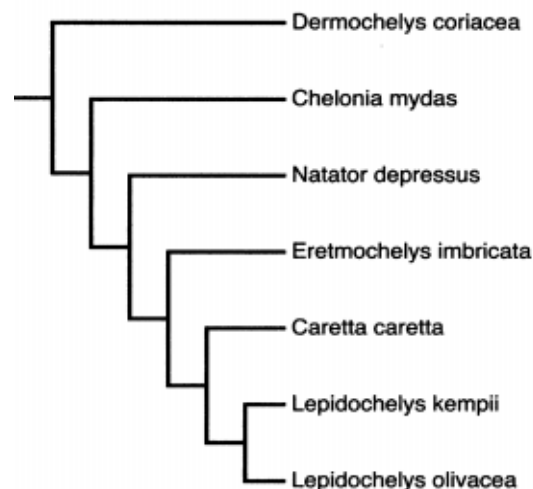 Dermochelys coriacea
Chelonia mydas
Natator depressus
Eretmochelys imbricata
Caretta caretta
Lepidochelys kempii
Lepidochelys olivacea